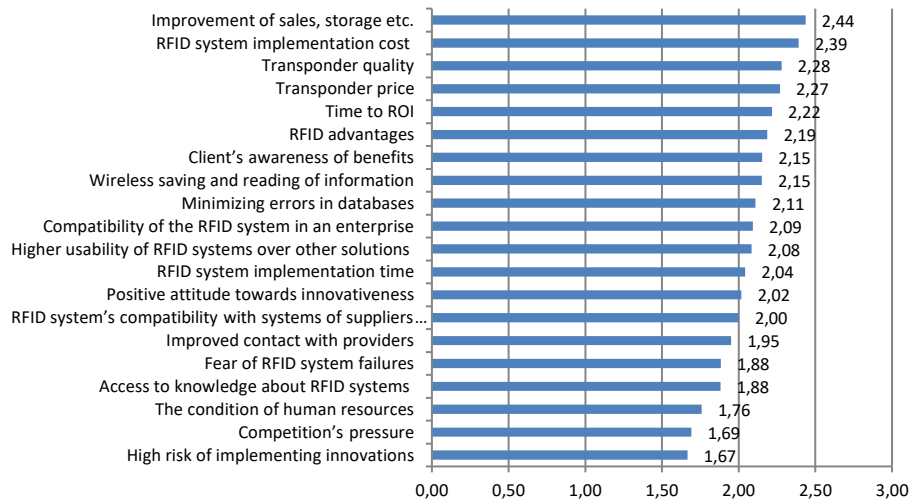 Improvement of sales, storage etc. 2,44
RFID system implementation cost 2,39
Transponder quality 2,28
Transponder price 2,27
Time to ROI 2,22
RFID advantages 2,19
Client’s awareness of benefits 2,15
Wireless saving and reading of information 2,15
Minimizing errors in databases 2,11
Compatibility of the RFID system in an enterprise 2,09
Higher usability of RFID systems over other solutions 2,08
RFID system implementation time 2,04
Positive attitude towards innovativeness 2,02
RFID system’s compatibility with systems of suppliers… 2,00
Improved contact with providers 1,95
Fear of RFID system failures 1,88
Access to knowledge about RFID systems 1,88
The condition of human resources 1,76
Competition’s pressure 1,69
High risk of implementing innovations 1,67
0,00 0,50 1,00 1,50 2,00 2,50 3,00